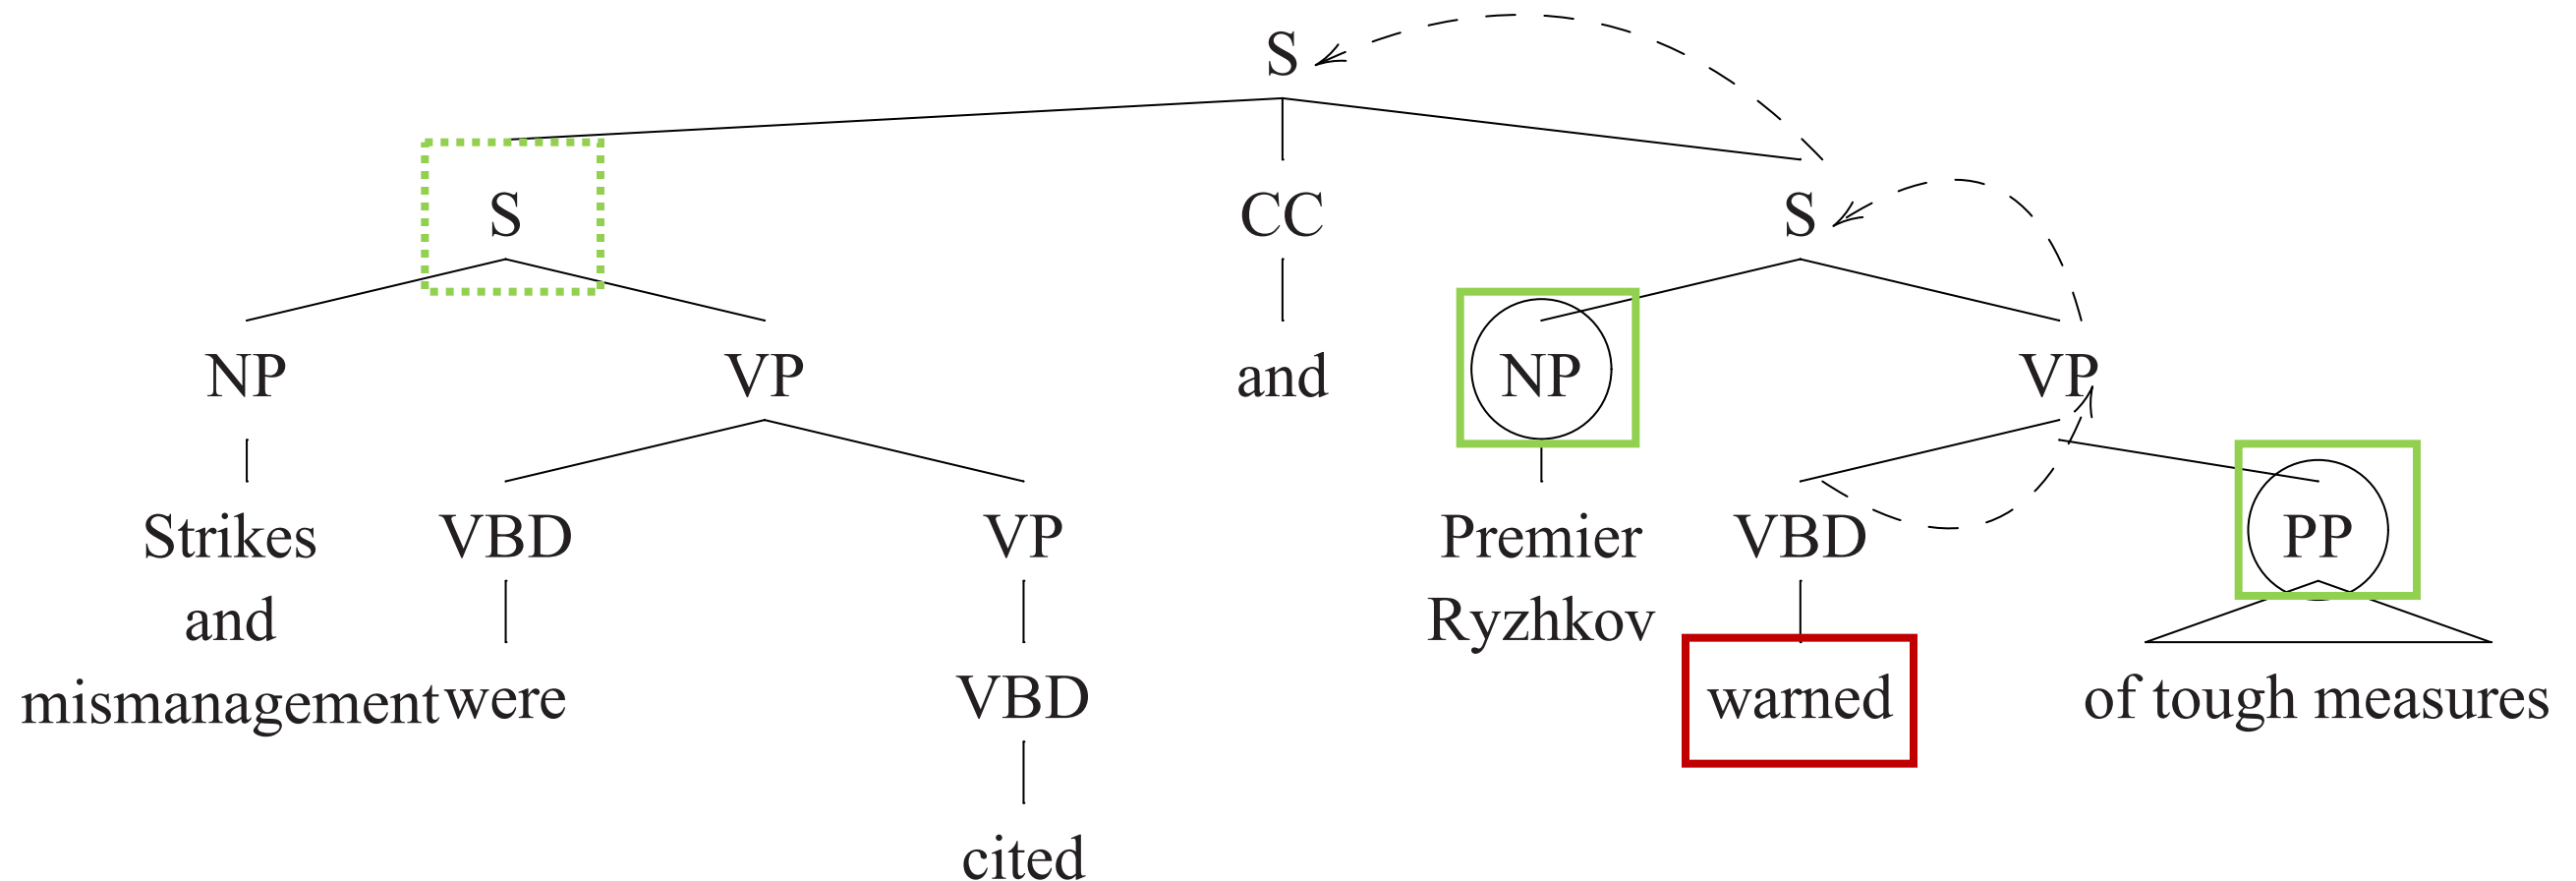 S
S CC S
NP VP and NP VP
Strikes VBD VP Premier VBD PP
and Ryzhkov
mismanagement were VBD warned of tough measures
cited